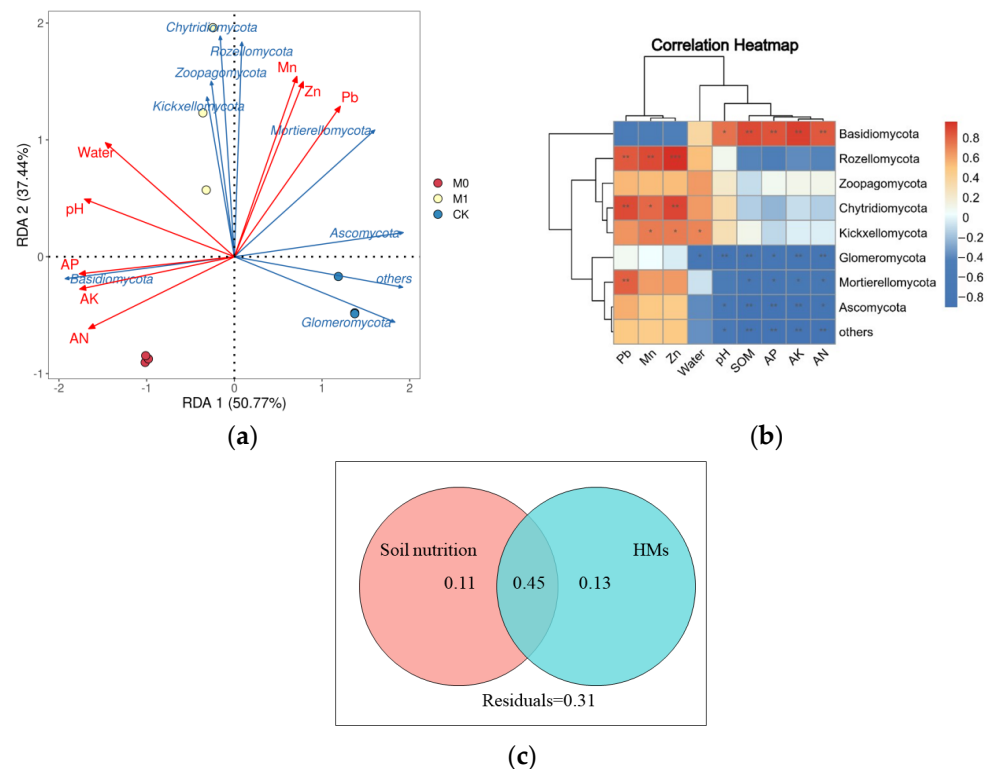 2
1
0
-1
-2
-1
0
1
2
RDA 2 (37.44%)
RDA 1 (50.77%)
Chytridiomycota
Rozellomycota
Mn
Zoopagomycota
Zn
Pb
Kickxellomycota
Mortierellomycota
Water
pH
Ascomycota
AP
Basidiomycota
others
AK
Glomeromycota
AN
M0
M1
CK
(a)
Correlation Heatmap
Basidiomycota
Rozellomycota
Zoopagomycota
Chytridiomycota
Kickxellomycota
Glomeromycota
Mortierellomycota
Ascomycota
others
Pb
Mn
Zn
Water
pH
SOM
AP
AK
AN
0.8
0.6
0.4
0.2
0
−0.2
−0.4
−0.6
−0.8
(b)
Soil nutrition
HMs
0.11
0.45
0.13
Residuals=0.31
(c)